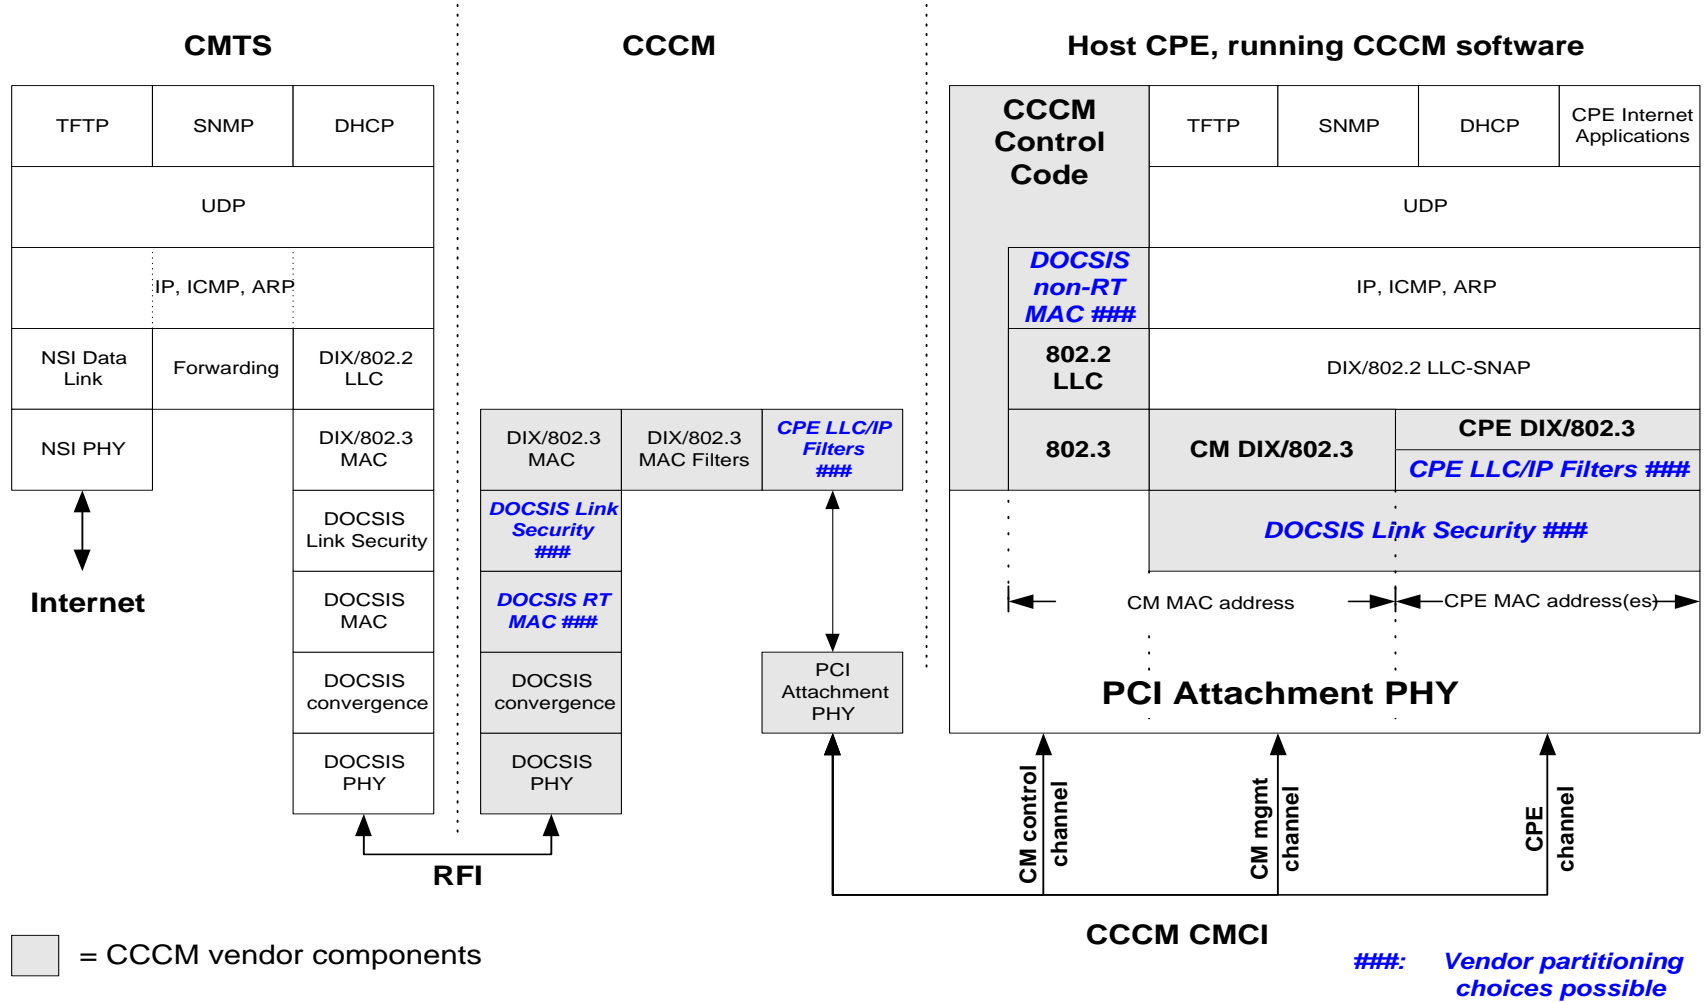 CMTS
CCCM
Host CPE, running CCCM software
TFTP
SNMP
DHCP
UDP
IP, ICMP, ARP
NSI Data
Link
Forwarding
DIX/802.2
LLC
NSI PHY
DIX/802.3
MAC
DOCSIS
Link Security
Internet
DOCSIS
MAC
DOCSIS
convergence
DOCSIS
PHY
DIX/802.3
MAC
DIX/802.3
MAC Filters
CPE LLC/IP
Filters
###
DOCSIS Link
Security
###
DOCSIS RT
MAC ###
DOCSIS
convergence
DOCSIS
PHY
PCI
Attachment
PHY
RFI
CCCM
Control
Code
TFTP
SNMP
DHCP
CPE Internet
Applications
UDP
DOCSIS
non-RT
MAC ###
IP, ICMP, ARP
802.2
LLC
DIX/802.2 LLC-SNAP
802.3
CM DIX/802.3
CPE DIX/802.3
CPE LLC/IP Filters ###
DOCSIS Link Security ###
CM MAC address
CPE MAC address(es)
PCI Attachment PHY
CM control
channel
CM mgmt
channel
CPE
channel
CCCM CMCI
= CCCM vendor components
###: Vendor partitioning
choices possible